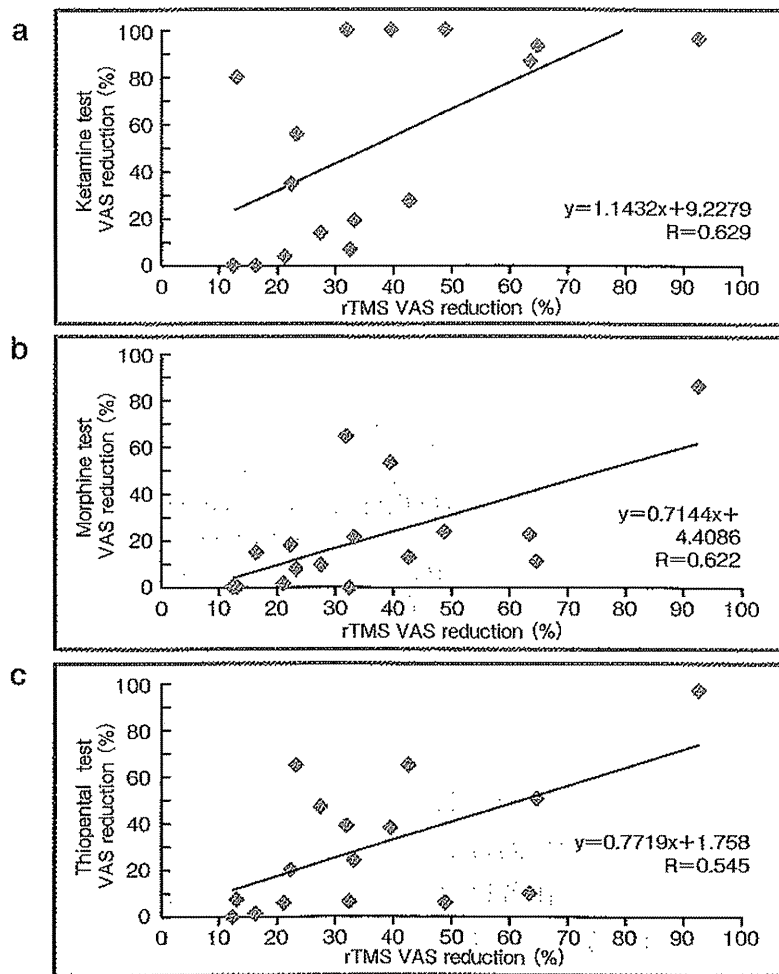 a
Ketamine test
VAS reduction (%)
100
80
60
40
20
0
y=1.1432x+9.2279
R=0.629
0 10 20 30 40 50 60 70 80 90 100
rTMS VAS reduction (%)
b
Morphine test
VAS reduction (%)
100
80
60
40
20
0
y=0.7144x+
4.4086
R=0.622
0 10 20 30 40 50 60 70 80 90 100
rTMS VAS reduction (%)
c
Thiopental test
VAS reduction (%)
100
80
60
40
20
0
y=0.7719x+1.758
R=0.545
0 10 20 30 40 50 60 70 80 90 100
rTMS VAS reduction (%)